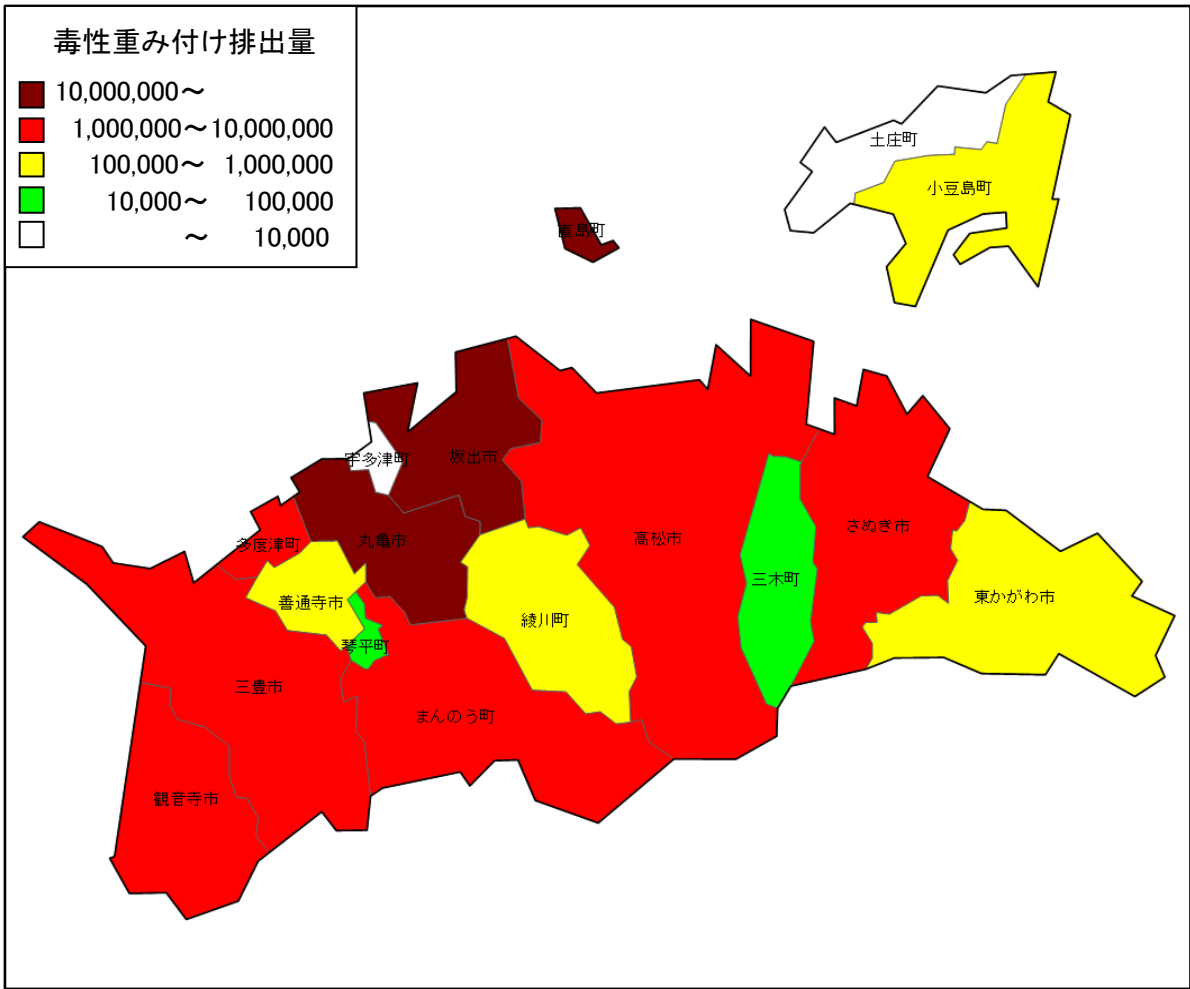 毒性重み付け排出量
10,000,000～
1,000,000～10,000,000
100,000～ 1,000,000
10,000～ 100,000
～ 10,000
土庄町
小豆島町
直島町
宇多津町
坂出市
高松市
さぬき市
多度津町
丸亀市
三木町
東かがわ市
善通寺市
綾川町
琴平町
三豊市
まんのう町
観音寺市